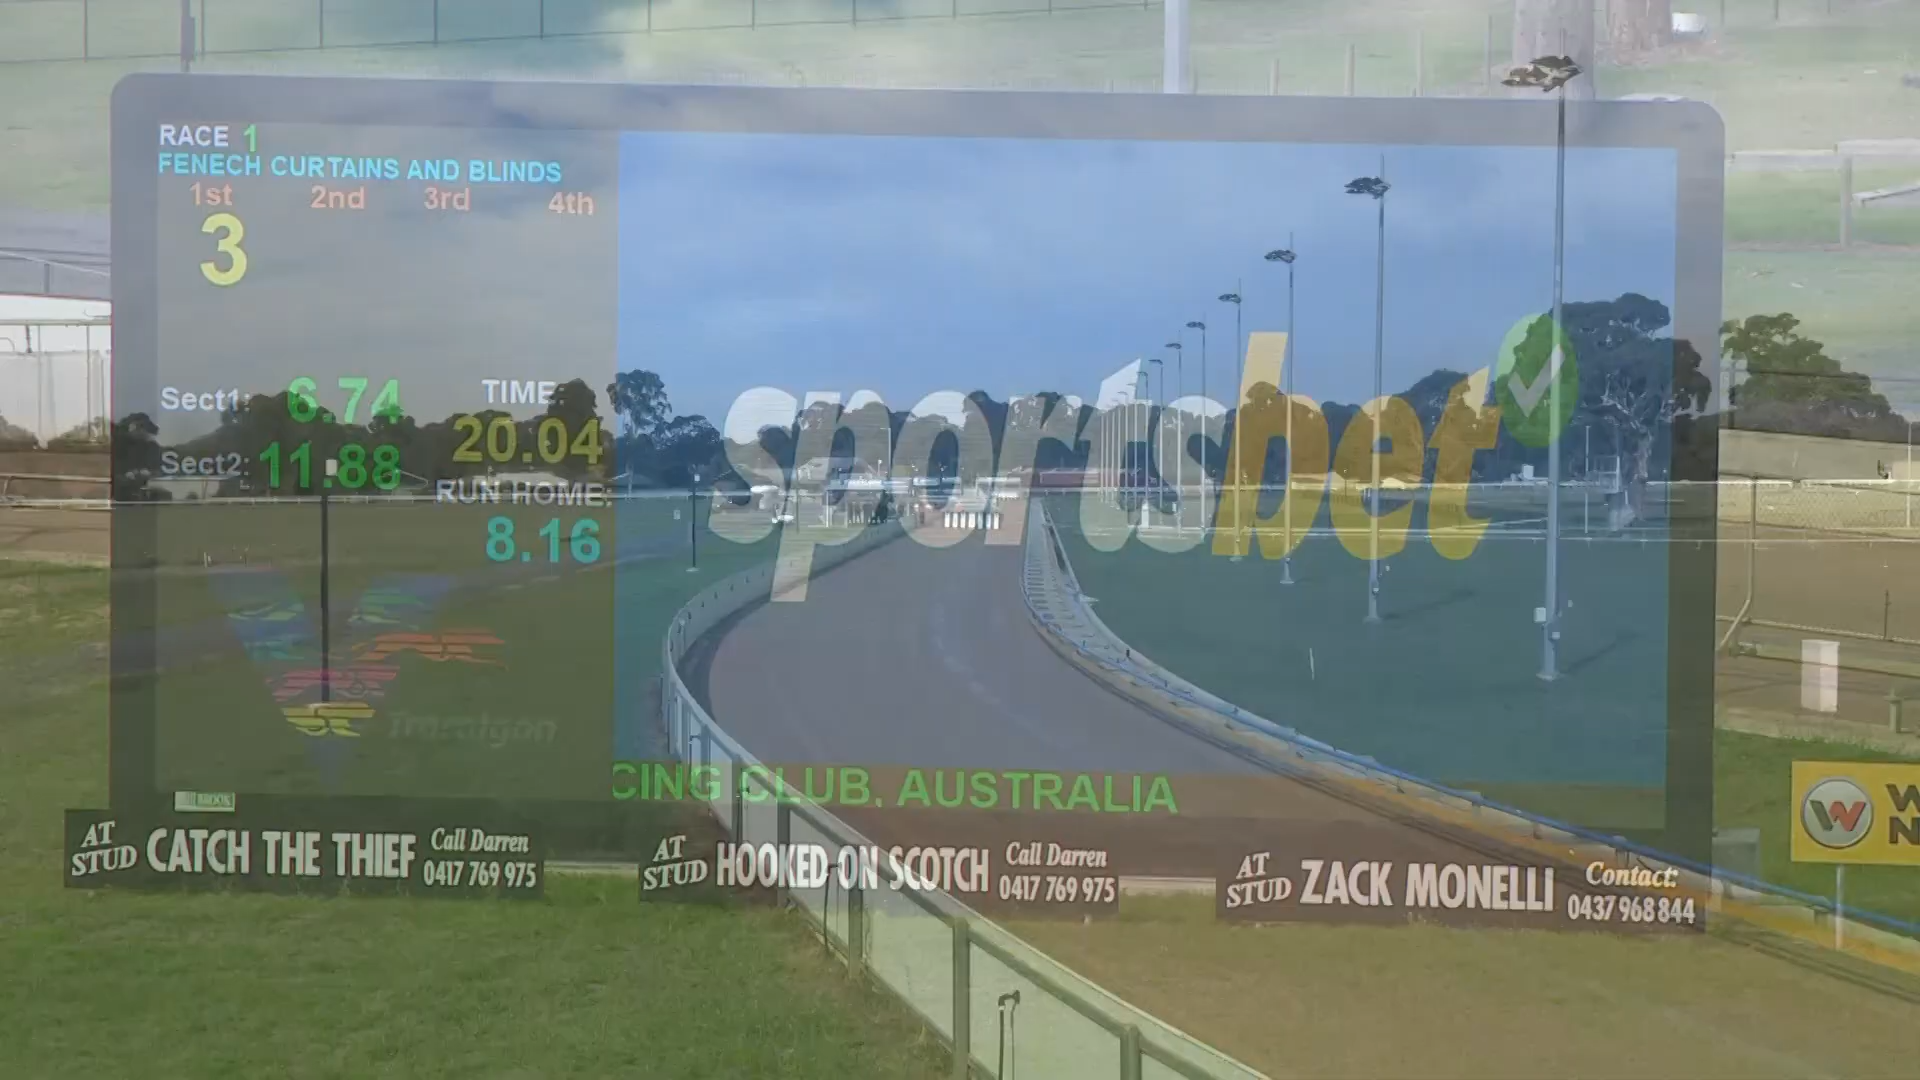 RACE 1
FENECH CURTAINS AND BLINDS
1st 2nd 3rd 4th
3
Sect1: 6.74
TIME:
20.04
Sect2: 11.88
RUN HOME:
8.16
sportsbet
Traralgon
CING CLUB, AUSTRALIA
AT STUD CATCH THE THIEF Call Darren 0417 769 975
AT STUD HOOKED ON SCOTCH Call Darren 0417 769 975
AT STUD ZACK MONELLI Contact: 0437 968 844
W
W
N